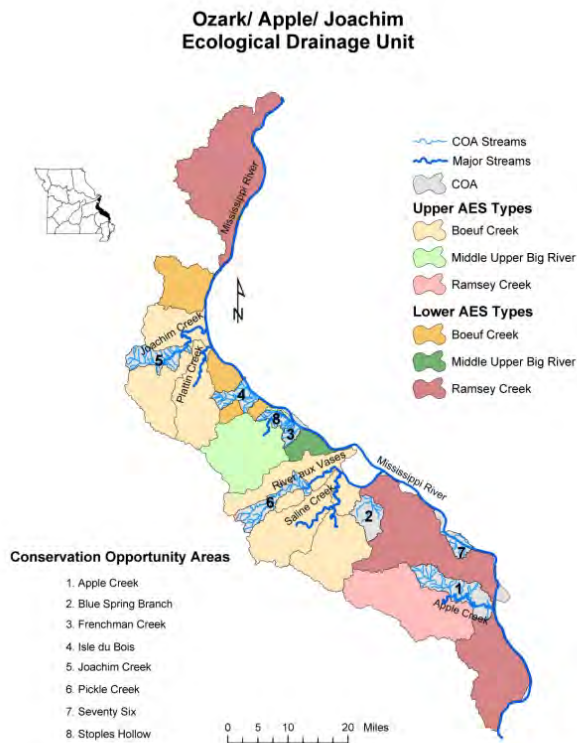 Ozark/ Apple/ Joachim
Ecological Drainage Unit
COA Streams
Major Streams
COA
Upper AES Types
Boeuf Creek
Middle Upper Big River
Ramsey Creek
Lower AES Types
Boeuf Creek
Middle Upper Big River
Ramsey Creek
Mississippi River
N
Joachim Creek
5
Plattin Creek
4
8
3
River aux Vases
Mississippi River
6
Saline Creek
2
7
1
Apple Creek
Conservation Opportunity Areas
1. Apple Creek
2. Blue Spring Branch
3. Frenchman Creek
4. Isle du Bois
5. Joachim Creek
6. Pickle Creek
7. Seventy Six
8. Stoples Hollow
0 5 10 20 Miles